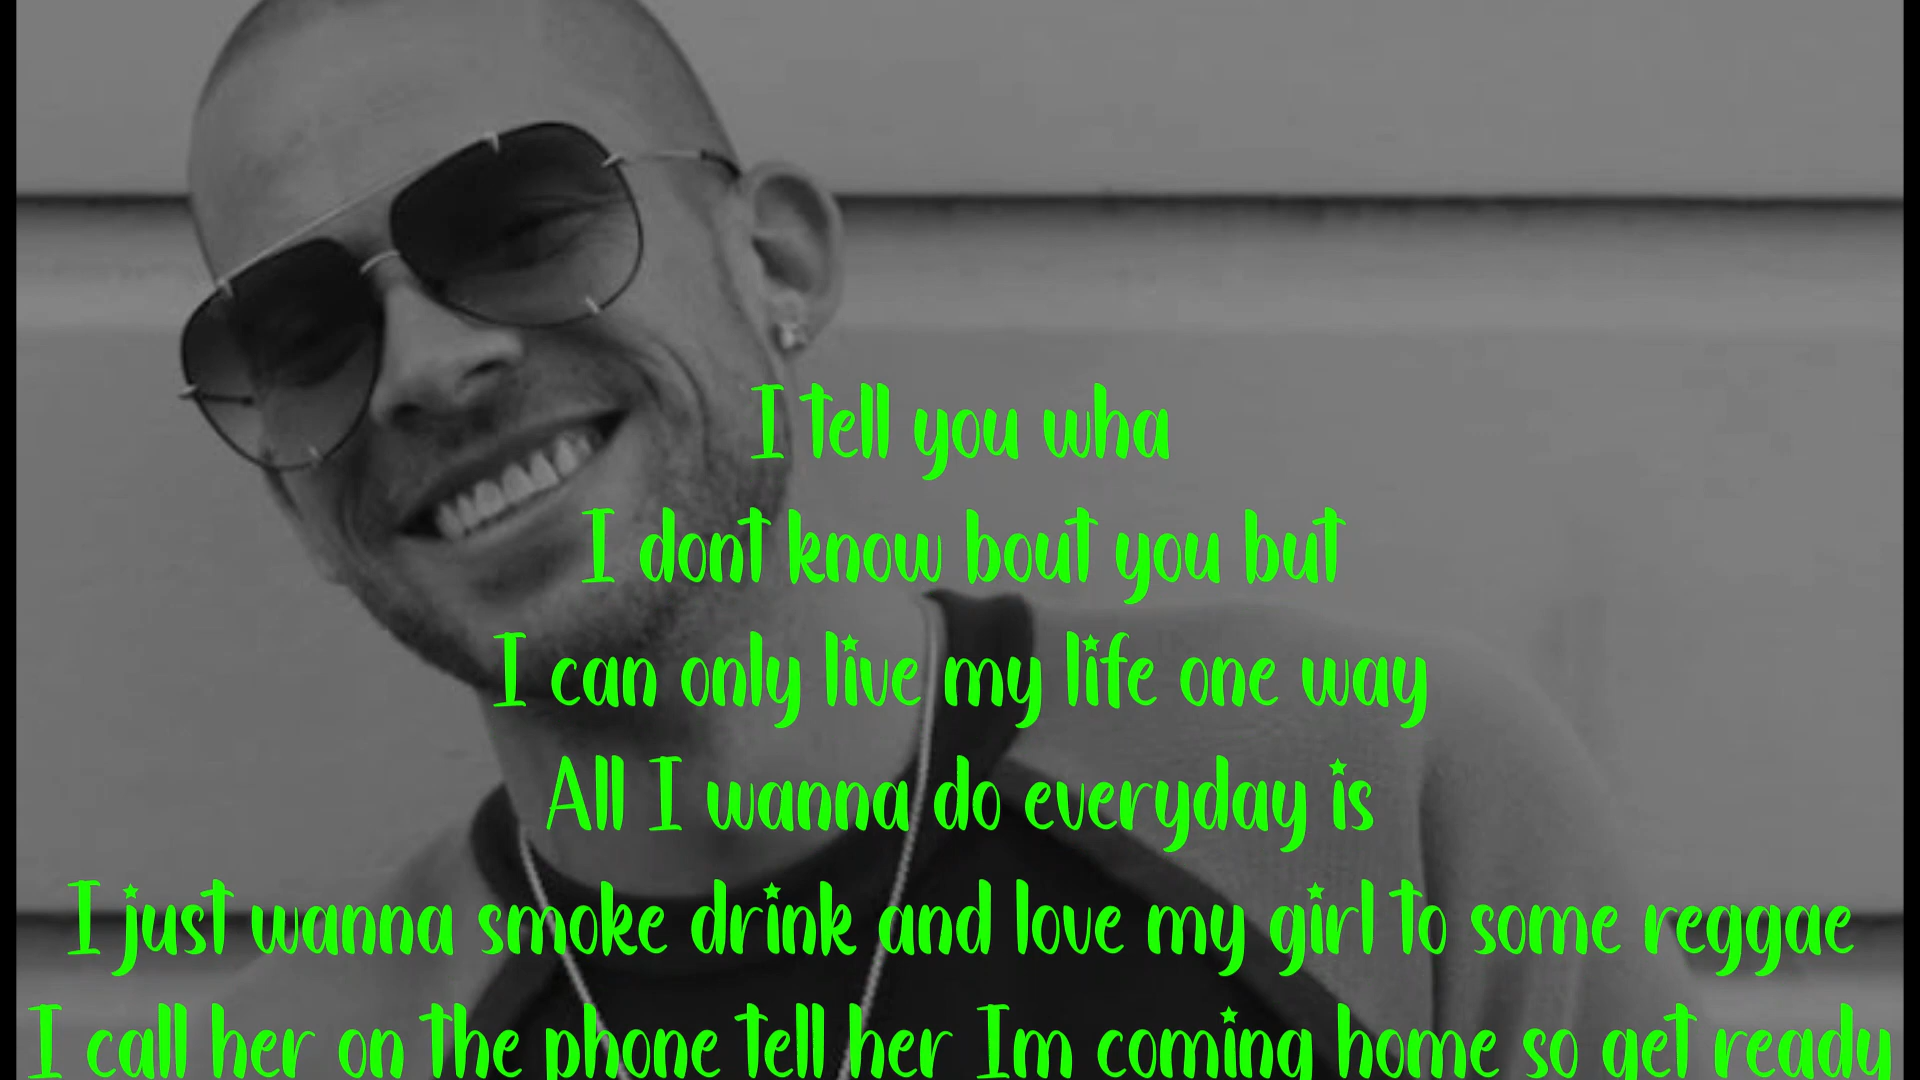 I tell you wha
I dont know bout you but
I can only live my life one way
All I wanna do everyday is
I just wanna smoke drink and love my girl to some reggae
I call her on the phone tell her Im coming home so get ready